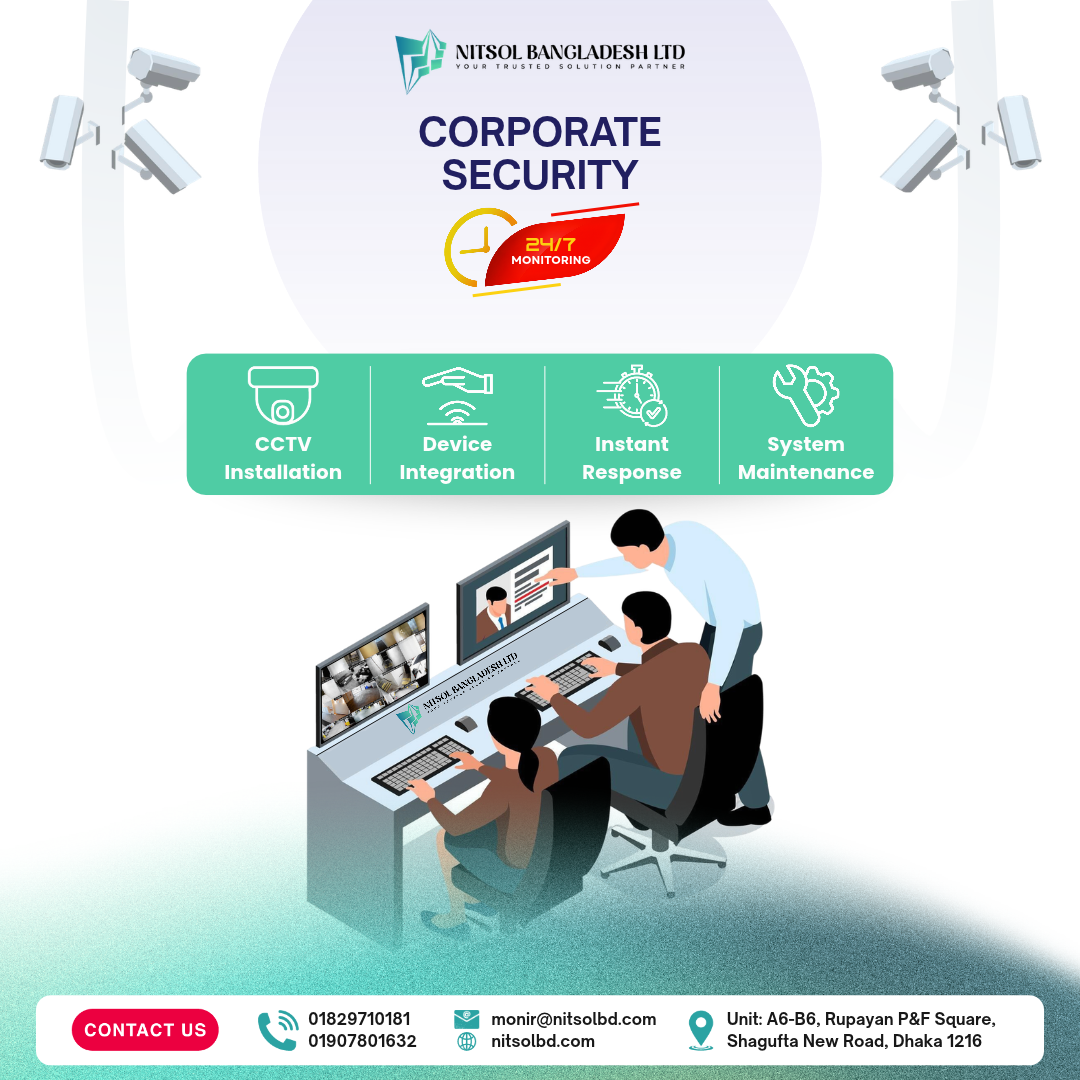 NITSOL BANGLADESH LTD
YOUR TRUSTED SOLUTION PARTNER
CORPORATE
SECURITY
24/7
MONITORING
CCTV
Installation
Device
Integration
Instant
Response
System
Maintenance
NITSOL BANGLADESH LTD
CONTACT US
01829710181
01907801632
monir@nitsolbd.com
nitsolbd.com
Unit: A6-B6, Rupayan P&F Square,
Shagufta New Road, Dhaka 1216